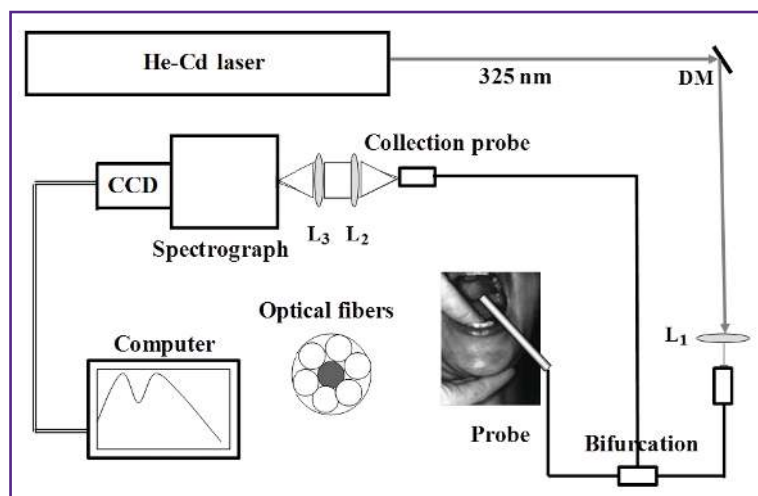 He-Cd laser
325 nm
DM
Collection probe
CCD
Spectrograph
L3
L2
Optical fibers
L1
Computer
Probe
Bifurcation